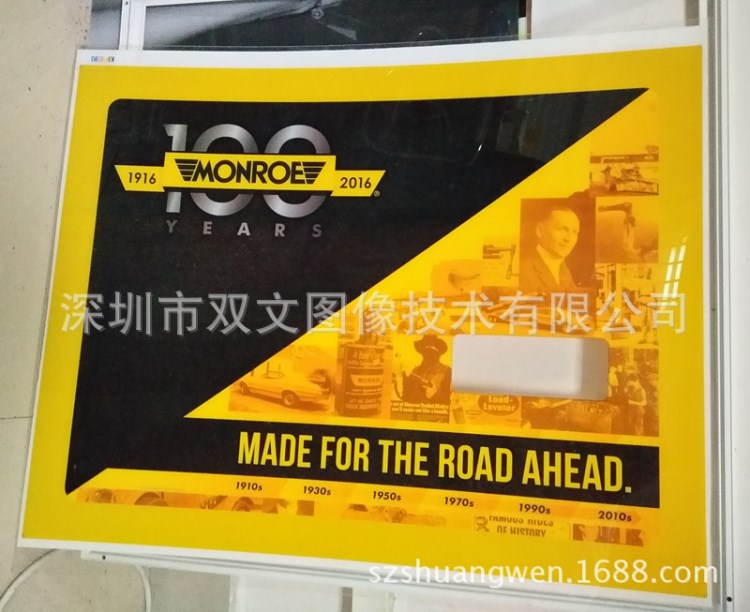 100
1916 MONROE 2016
YEARS
深圳市双文图像技术有限公司
MONROE
Load-
Leveler
MADE FOR THE ROAD AHEAD.
1910s 1930s 1950s 1970s 1990s 2010s
FAMOUS RIDES
OF HISTORY
szshuangwen.1688.com